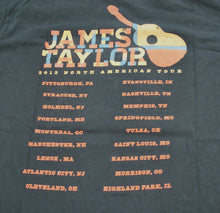 JAMES
TAYLOR
2012 NORTH AMERICAN TOUR
PITTSBURGH, PA
SYRACUSE, NY
HOLMDEL, NJ
PORTLAND, ME
MONTREAL, QC
MANCHESTER, NH
LENOX, MA
ATLANTIC CITY, NJ
CLEVELAND, OH
EVANSVILLE, IN
NASHVILLE, TN
MEMPHIS, TN
SPRINGFIELD, MO
TULSA, OK
SAINT LOUIS, MO
KANSAS CITY, MO
MORRISON, CO
HIGHLAND PARK, IL